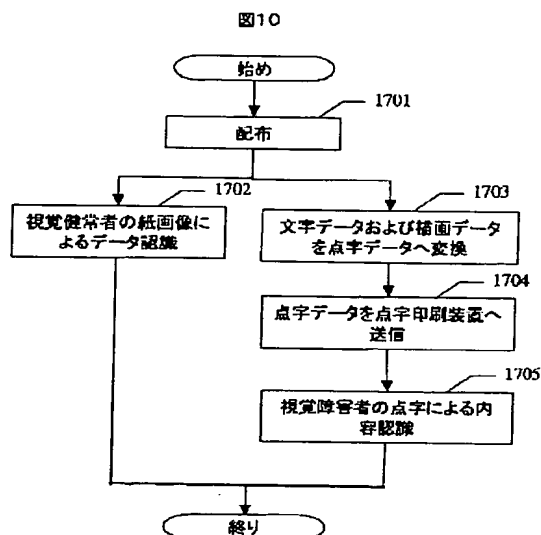 図10
始め
1701
配布
1702
視覚健常者の紙画像に
よるデータ認識
1703
文字データおよび描画データ
を点字データへ変換
1704
点字データを点字印刷装置へ
送信
1705
視覚障害者の点字による内
容認識
終り